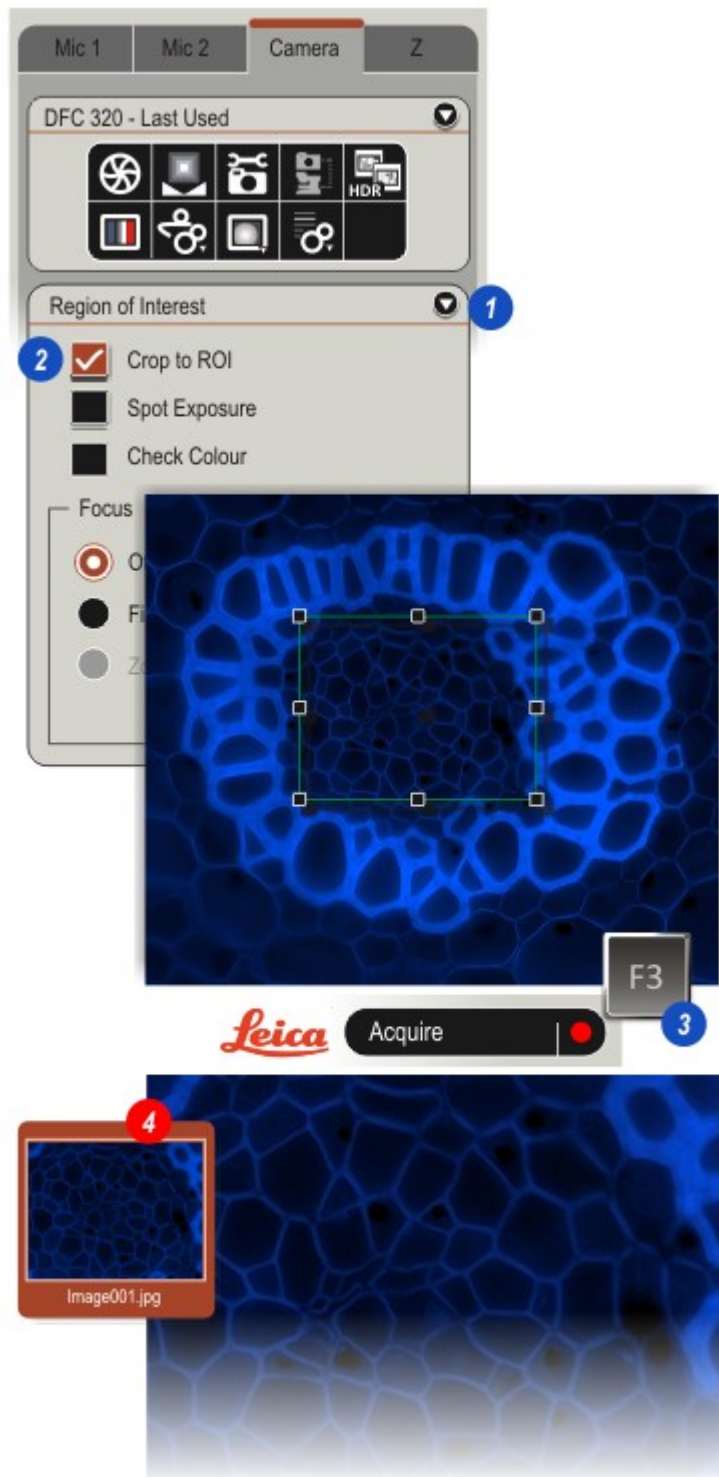 Mic 1 Mic 2 Camera Z
DFC 320 - Last Used
HDR
Region of Interest
1
2
Crop to ROI
Spot Exposure
Check Colour
Focus
F3
3
Leica Acquire
4
Image001.jpg